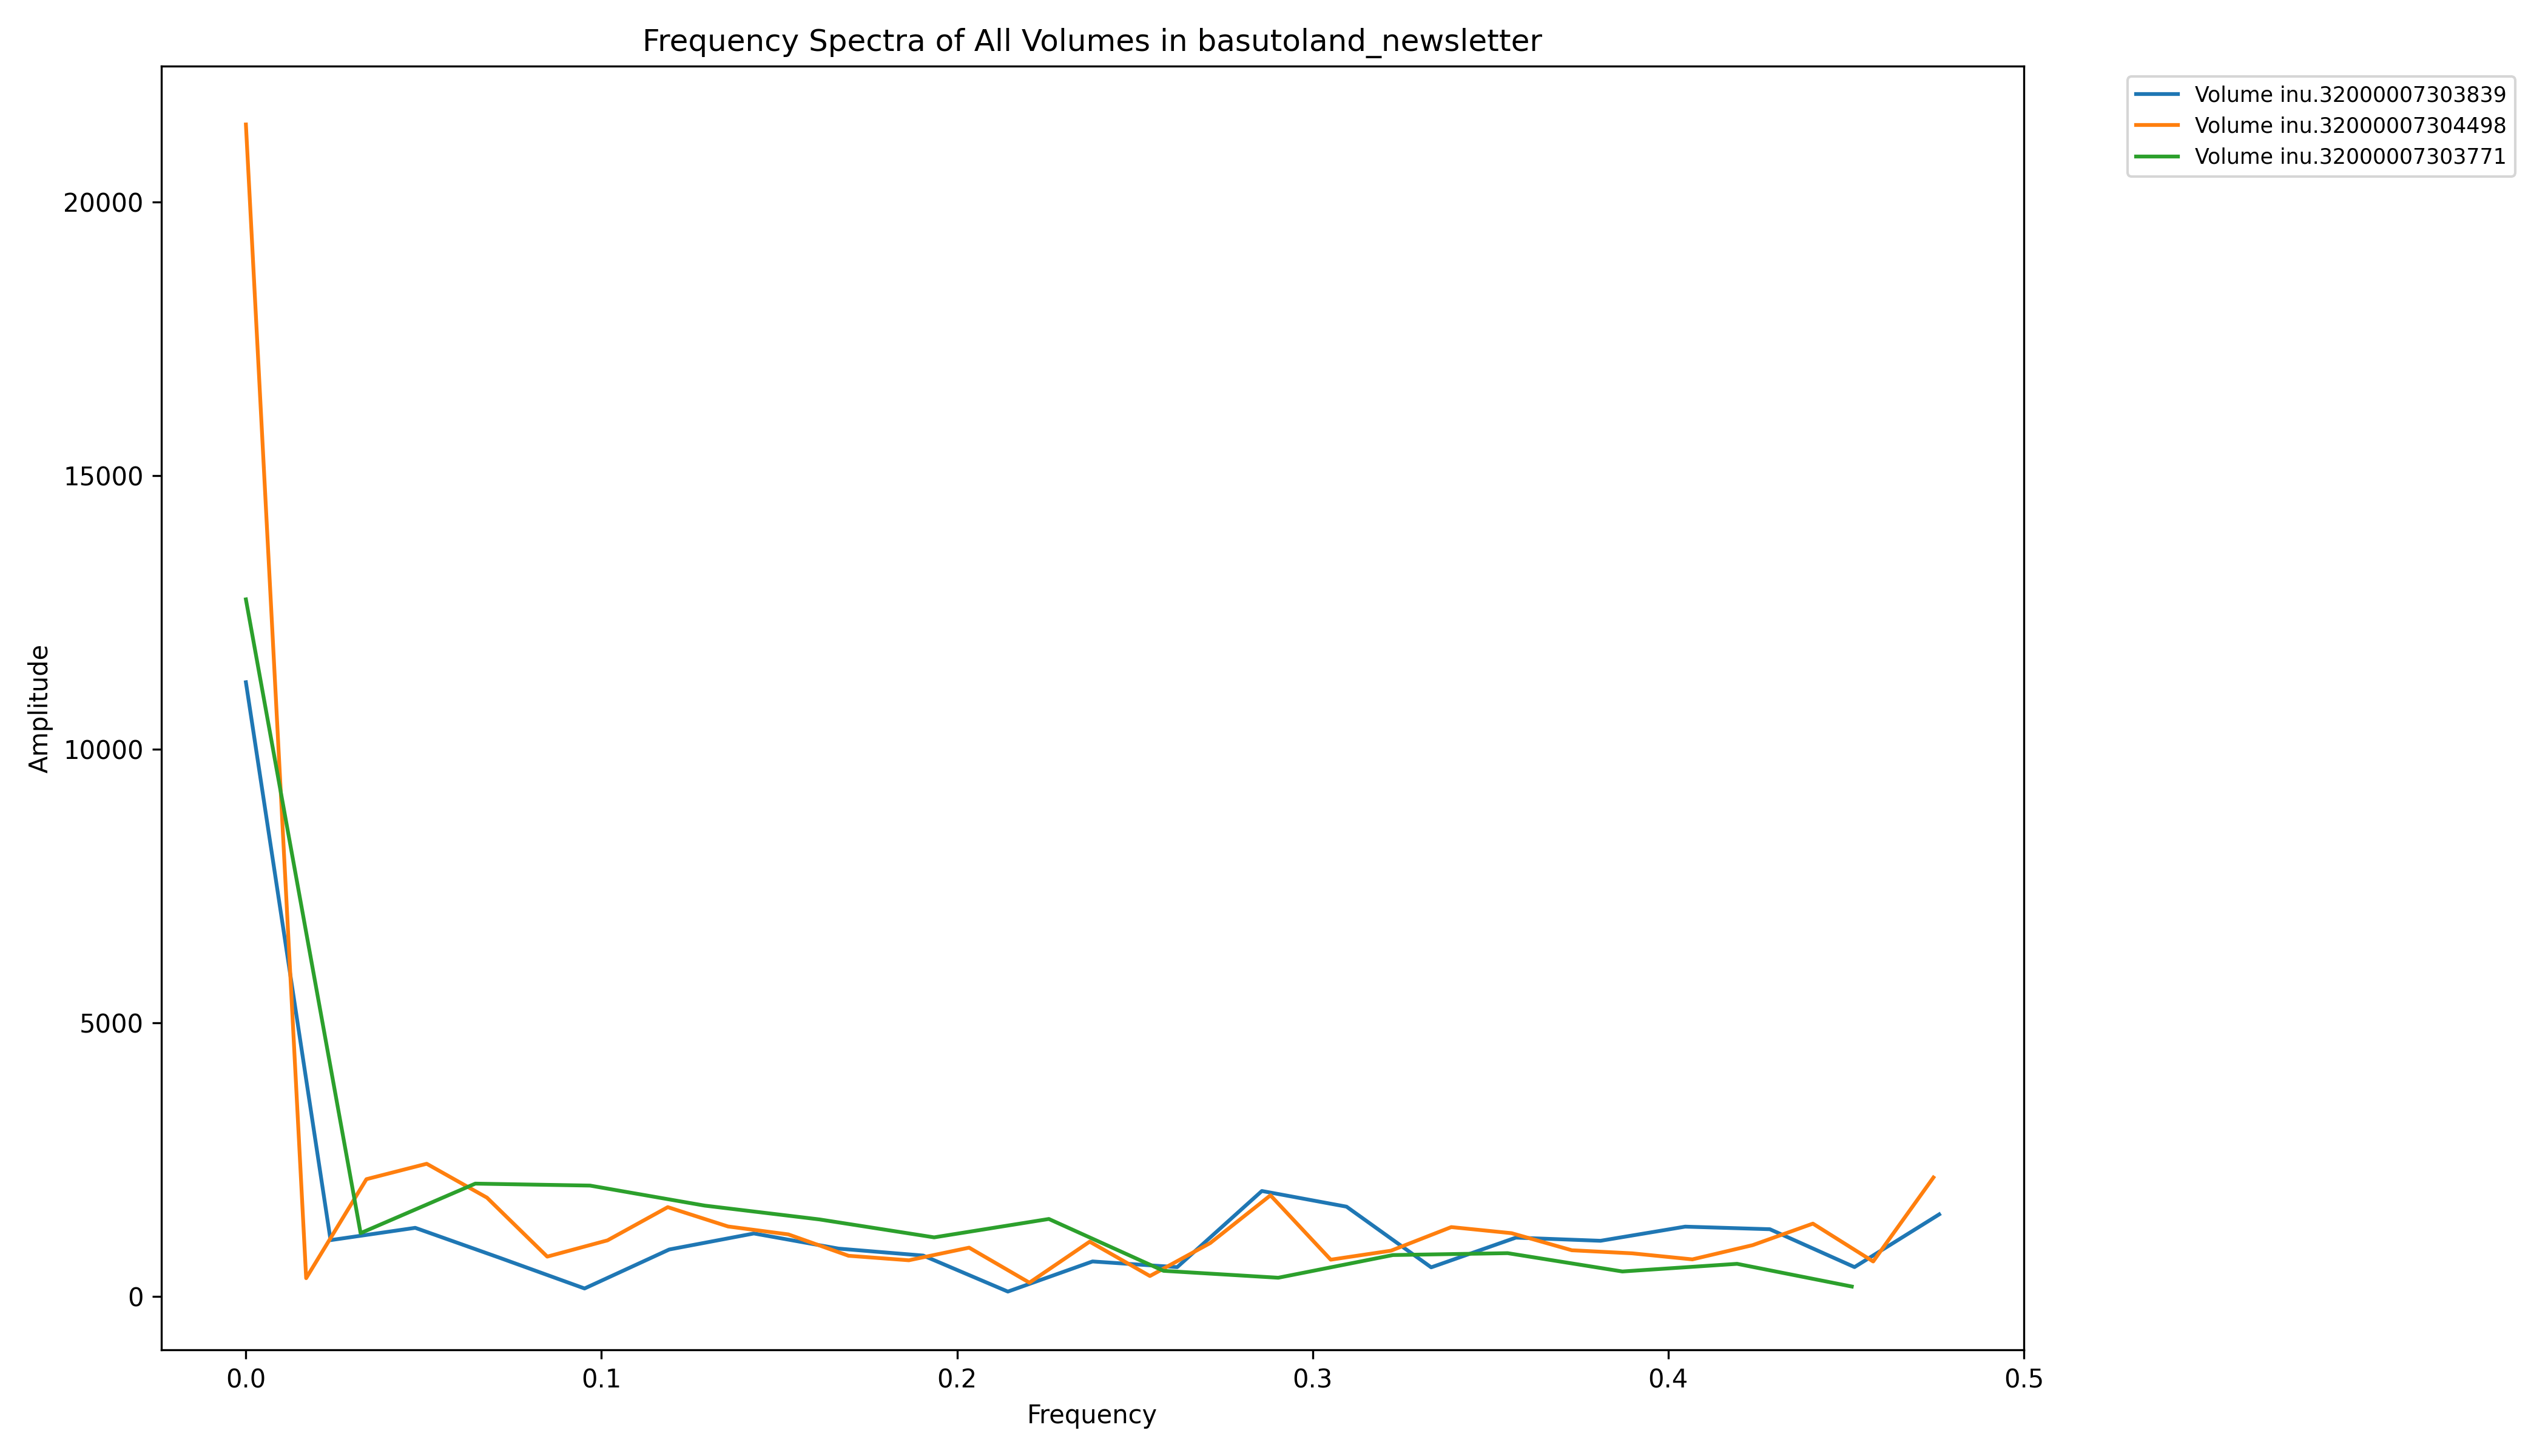 Frequency Spectra of All Volumes in basutoland_newsletter
Volume inu.32000007303839
Volume inu.32000007304498
Volume inu.32000007303771
Amplitude
20000
15000
10000
5000
0
0.0 0.1 0.2 0.3 0.4 0.5
Frequency